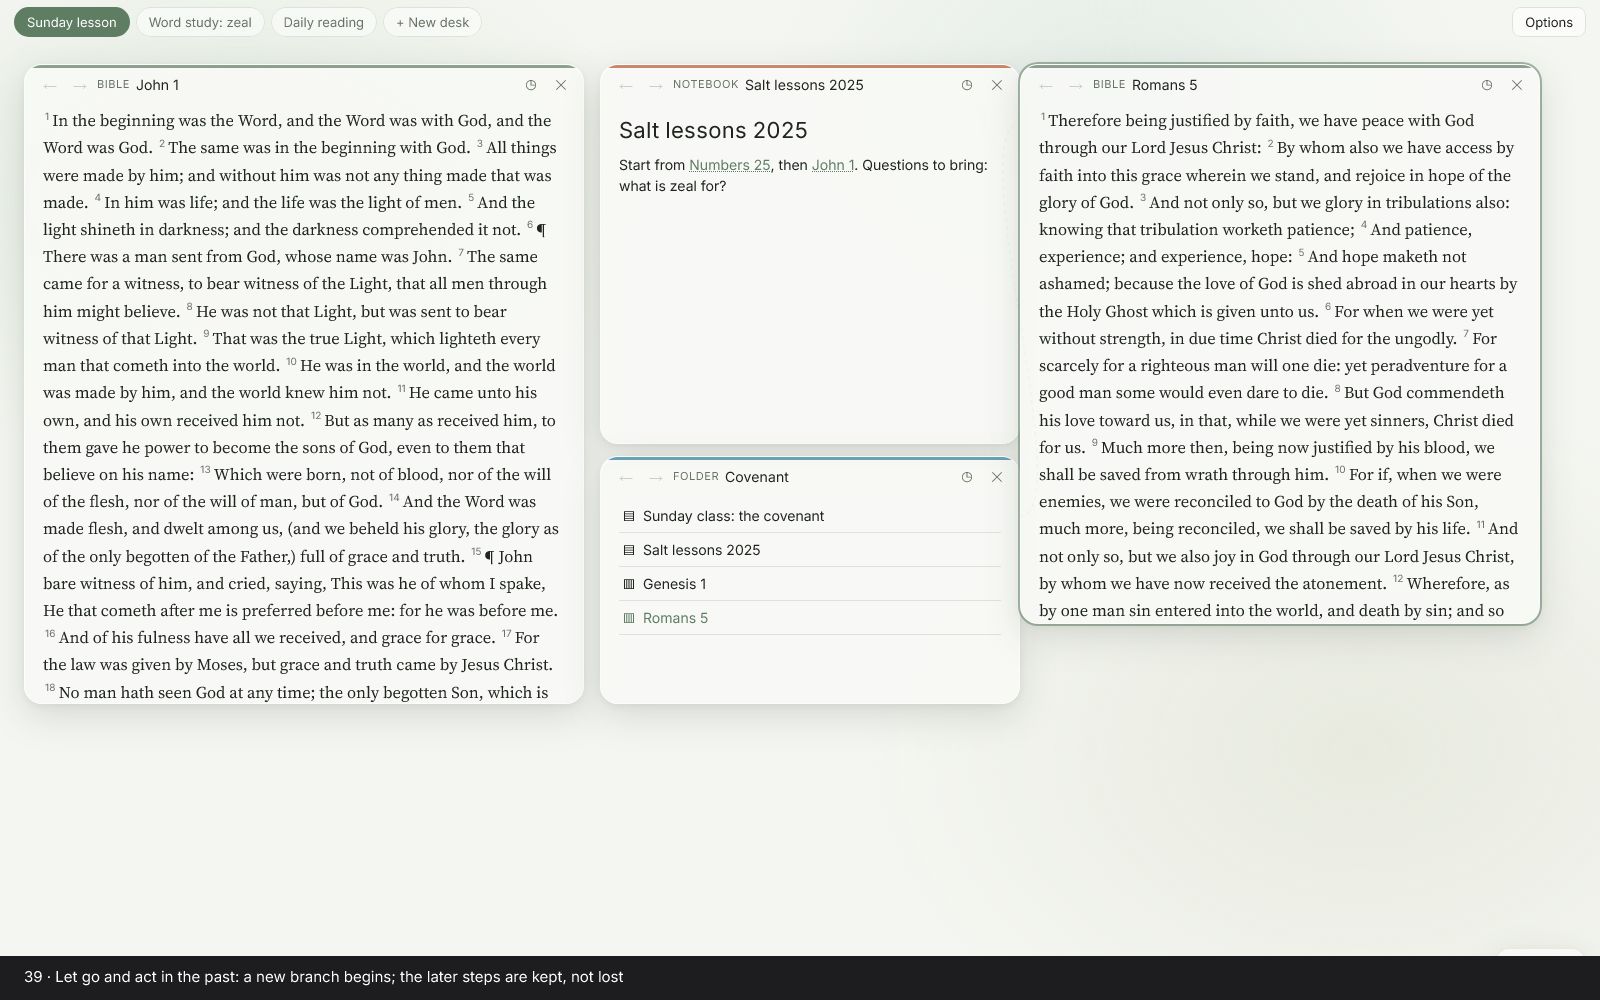 Sunday lesson
Word study: zeal
Daily reading
+ New desk
Options
← → BIBLE John 1
1 In the beginning was the Word, and the Word was with God, and the
Word was God. 2 The same was in the beginning with God. 3 All things
were made by him; and without him was not any thing made that was
made. 4 In him was life; and the life was the light of men. 5 And the
light shineth in darkness; and the darkness comprehended it not. 6 ¶
There was a man sent from God, whose name was John. 7 The same
came for a witness, to bear witness of the Light, that all men through
him might believe. 8 He was not that Light, but was sent to bear
witness of that Light. 9 That was the true Light, which lighteth every
man that cometh into the world. 10 He was in the world, and the world
was made by him, and the world knew him not. 11 He came unto his
own, and his own received him not. 12 But as many as received him, to
them gave he power to become the sons of God, even to them that
believe on his name: 13 Which were born, not of blood, nor of the will
of the flesh, nor of the will of man, but of God. 14 And the Word was
made flesh, and dwelt among us, (and we beheld his glory, the glory as
of the only begotten of the Father,) full of grace and truth. 15 ¶ John
bare witness of him, and cried, saying, This was he of whom I spake,
He that cometh after me is preferred before me: for he was before me.
16 And of his fulness have all we received, and grace for grace. 17 For
the law was given by Moses, but grace and truth came by Jesus Christ.
18 No man hath seen God at any time; the only begotten Son, which is
← → NOTEBOOK Salt lessons 2025
Salt lessons 2025
Start from Numbers 25, then John 1. Questions to bring:
what is zeal for?
← → FOLDER Covenant
Sunday class: the covenant
Salt lessons 2025
Genesis 1
Romans 5
← → BIBLE Romans 5
1 Therefore being justified by faith, we have peace with God
through our Lord Jesus Christ: 2 By whom also we have access by
faith into this grace wherein we stand, and rejoice in hope of the
glory of God. 3 And not only so, but we glory in tribulations also:
knowing that tribulation worketh patience; 4 And patience,
experience; and experience, hope: 5 And hope maketh not
ashamed; because the love of God is shed abroad in our hearts by
the Holy Ghost which is given unto us. 6 For when we were yet
without strength, in due time Christ died for the ungodly. 7 For
scarcely for a righteous man will one die: yet peradventure for a
good man some would even dare to die. 8 But God commendeth
his love toward us, in that, while we were yet sinners, Christ died
for us. 9 Much more then, being now justified by his blood, we
shall be saved from wrath through him. 10 For if, when we were
enemies, we were reconciled to God by the death of his Son,
much more, being reconciled, we shall be saved by his life. 11 And
not only so, but we also joy in God through our Lord Jesus Christ,
by whom we have now received the atonement. 12 Wherefore, as
by one man sin entered into the world, and death by sin; and so
39 · Let go and act in the past: a new branch begins; the later steps are kept, not lost